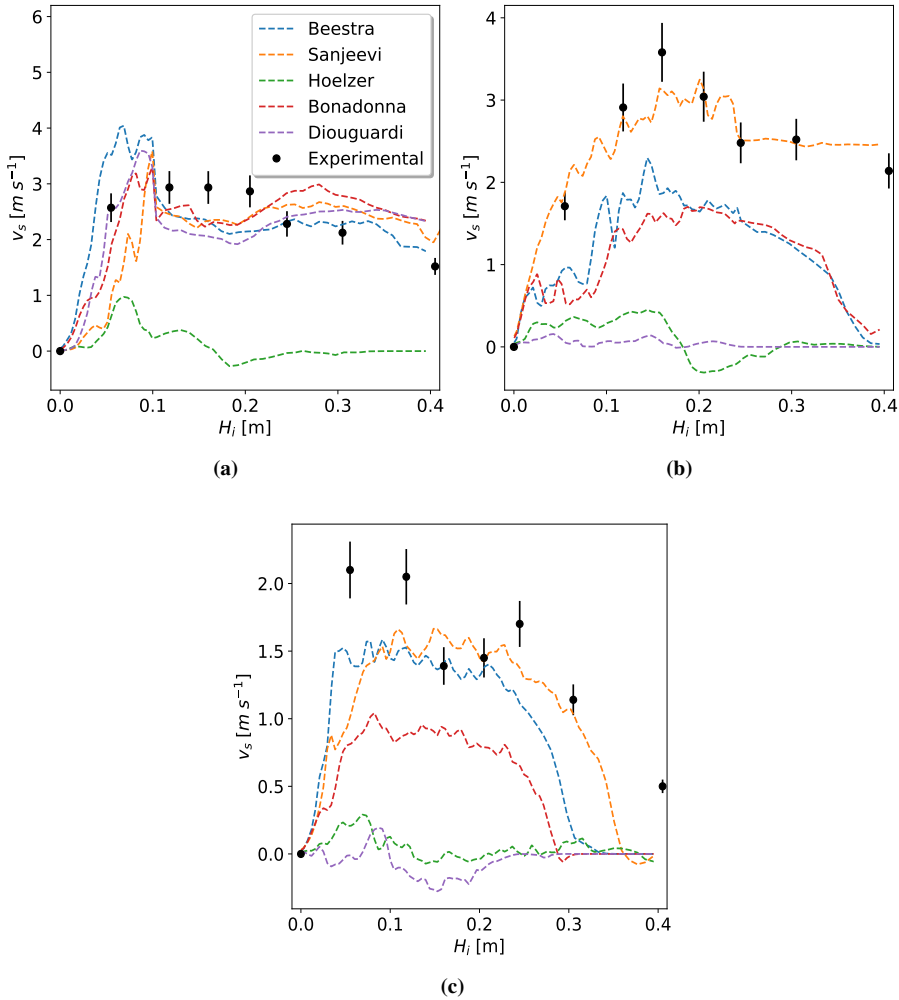 6
5
4
3
2
1
0
v_s [m s⁻¹]
Beestra
Sanjeevi
Hoelzer
Bonadonna
Diouguardi
Experimental
0.0 0.1 0.2 0.3 0.4
H_i [m]
(a)
4
3
2
1
0
v_s [m s⁻¹]
0.0 0.1 0.2 0.3 0.4
H_i [m]
(b)
2.0
1.5
1.0
0.5
0.0
v_s [m s⁻¹]
0.0 0.1 0.2 0.3 0.4
H_i [m]
(c)